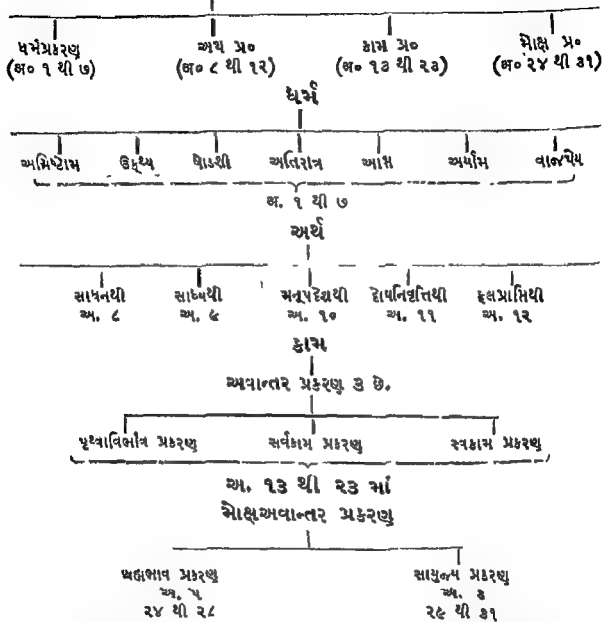 ધર્મપ્રકરણ અથ પ્ર૦ કામ પ્ર૦ મોક્ષ પ્ર૦
(અ૦ ૧ થી ૭) (અ૦ ૮ થી ૧૨) (અ૦ ૧૩ થી ૨૩) (અ૦ ૨૪ થી ૩૧)
ધર્મ
અગ્નિષ્ટોમ ઉક્થ્ય ષોડશી અતિરાત્ર આપ્ત અર્યામ વાજપેય
અ. ૧ થી ૭
અર્થ
સાધનથી સાધ્યથી મનૂપદેશથી દોષનિવૃત્તિથી ફલપ્રાપ્તિથી
અ. ૮ અ. ૯ અ. ૧૦ અ. ૧૧ અ. ૧૨
કામ
અવાન્તર પ્રકરણ ૩ છે.
પ્રકરણ સર્વકામ પ્રકરણ સ્વકામ પ્રકરણ
અ. ૧૩ થી ૨૩ માં
મોક્ષઅવાન્તર પ્રકરણ
બ્રહ્મભાવ પ્રકરણ સાયુજ્ય પ્રકરણ
અ. ૫ અ. ૩
૨૪ થી ૨૮ ૨૯ થી ૩૧